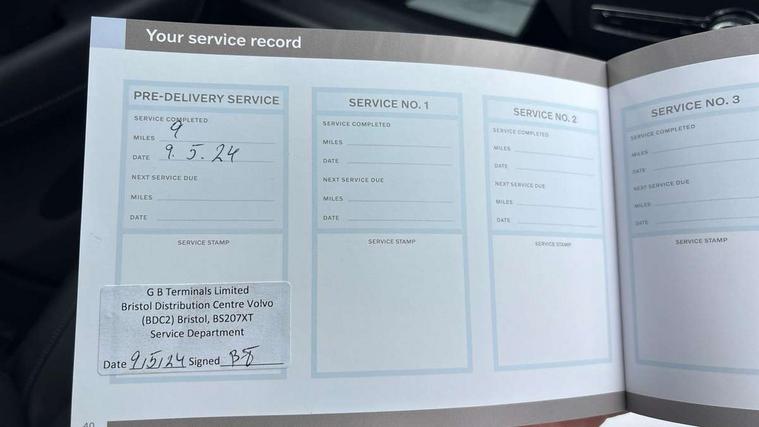 Your service record
PRE-DELIVERY SERVICE
SERVICE COMPLETED
MILES 9
DATE 9. 5. 24
NEXT SERVICE DUE
MILES
DATE
SERVICE STAMP
G B Terminals Limited
Bristol Distribution Centre Volvo
(BDC2) Bristol, BS207XT
Service Department
Date 9/5/24 Signed
SERVICE NO. 1
SERVICE COMPLETED
MILES
DATE
NEXT SERVICE DUE
MILES
DATE
SERVICE STAMP
SERVICE NO. 2
SERVICE COMPLETED
MILES
DATE
NEXT SERVICE DUE
MILES
DATE
SERVICE STAMP
SERVICE NO. 3
SERVICE COMPLETED
MILES
DATE
NEXT SERVICE DUE
MILES
DATE
SERVICE STAMP
40